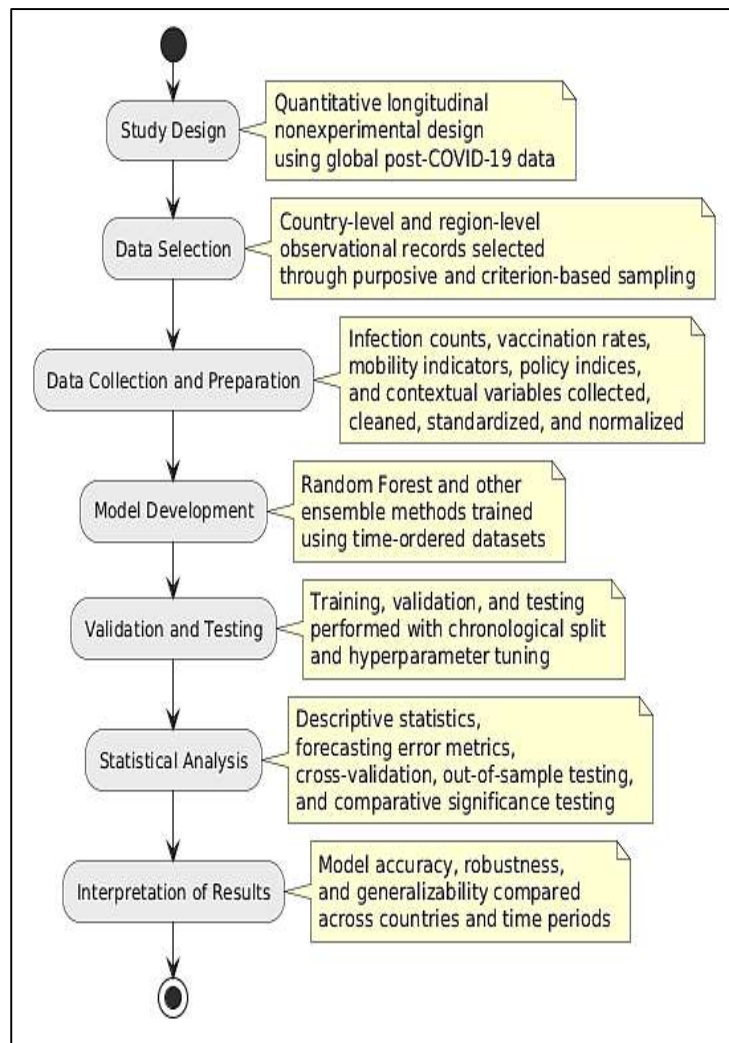 Study Design
Quantitative longitudinal
nonexperimental design
using global post-COVID-19 data
Data Selection
Country-level and region-level
observational records selected
through purposive and criterion-based sampling
Data Collection and Preparation
Infection counts, vaccination rates,
mobility indicators, policy indices,
and contextual variables collected,
cleaned, standardized, and normalized
Model Development
Random Forest and other
ensemble methods trained
using time-ordered datasets
Validation and Testing
Training, validation, and testing
performed with chronological split
and hyperparameter tuning
Statistical Analysis
Descriptive statistics,
forecasting error metrics,
cross-validation, out-of-sample testing,
and comparative significance testing
Interpretation of Results
Model accuracy, robustness,
and generalizability compared
across countries and time periods